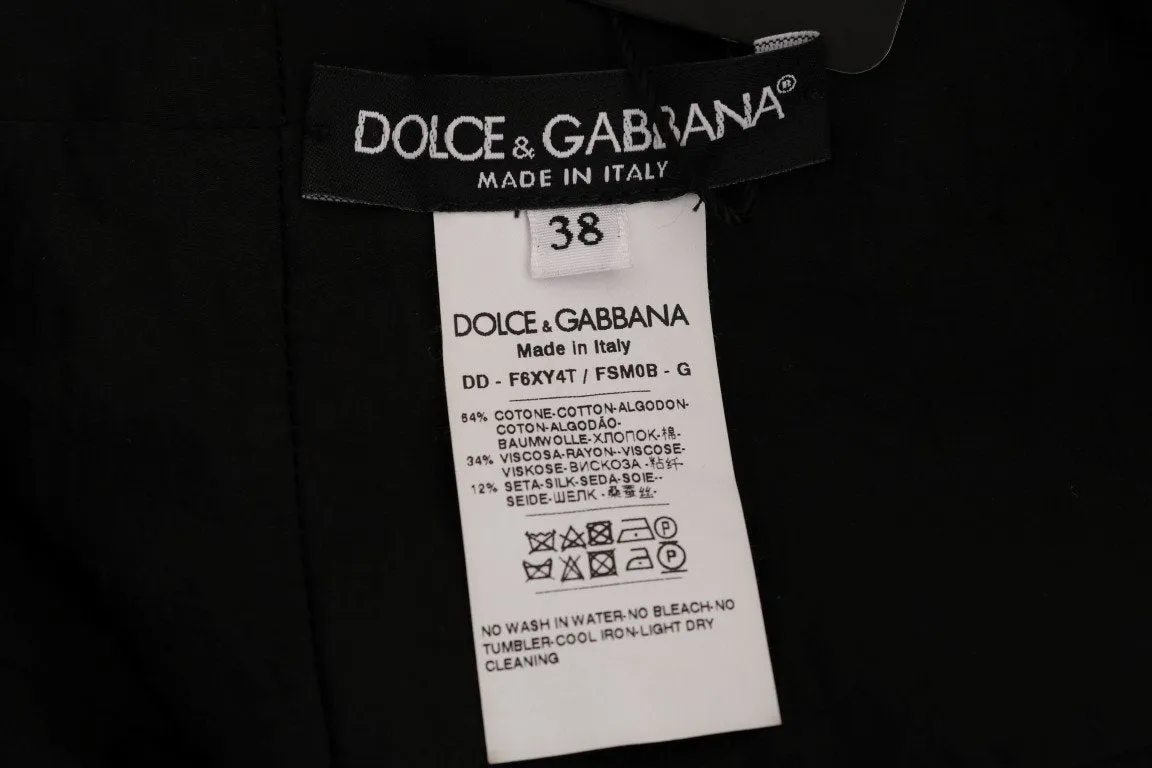 DOLCE & GABBANA®
MADE IN ITALY
38
DOLCE & GABBANA
Made in Italy
DD - F6XY4T / FSM0B - G
54% COTONE-COTTON-ALGODON-
COTON-ALGODÃO-
BAUMWOLLE-ХЛОПОК-棉-
34% VISCOSA-RAYON--VISCOSE-
VISKOSE-ВИСКОЗА -粘纤-
12% SETA-SILK-SEDA-SOIE--
SEIDE-ШЕЛК -桑蚕丝-
P
P
NO WASH IN WATER-NO BLEACH-NO
TUMBLER-COOL IRON-LIGHT DRY
CLEANING